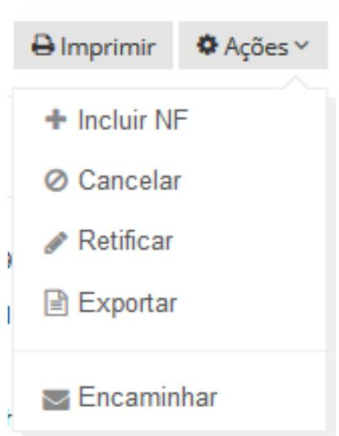 Imprimir Ações
Incluir NF
Cancelar
Retificar
Exportar
Encaminhar